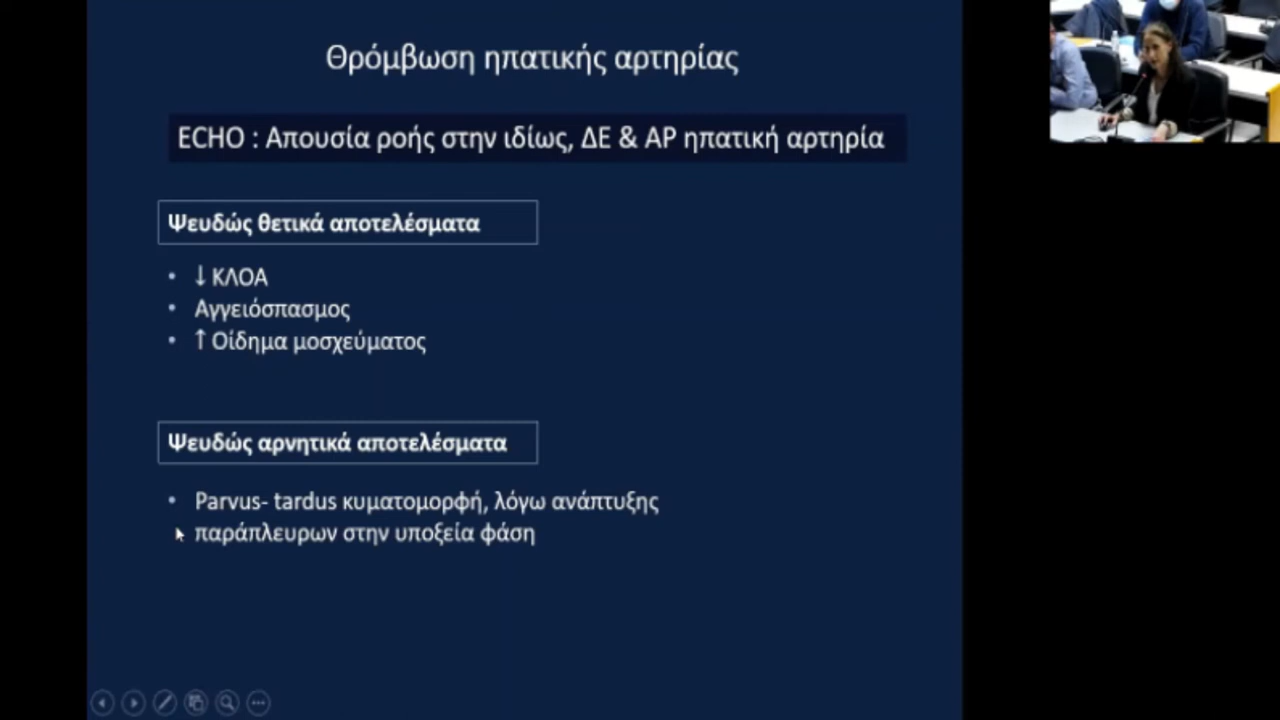 Θρόμβωση ηπατικής αρτηρίας
ECHO : Απουσία ροής στην ιδίως, ΔΕ & ΑΡ ηπατική αρτηρία
Ψευδώς θετικά αποτελέσματα
• ↓ ΚΛΟΑ
• Αγγειόσπασμος
• ↑ Οίδημα μοσχεύματος
Ψευδώς αρνητικά αποτελέσματα
• Parvus- tardus κυματομορφή, λόγω ανάπτυξης
παράπλευρων στην υποξεία φάση